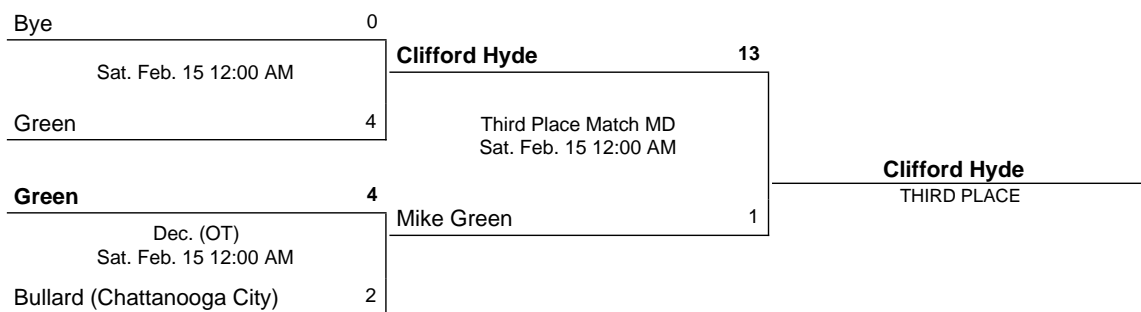 Bye 0
Sat. Feb. 15 12:00 AM
Green 4
Clifford Hyde 13
Third Place Match MD
Sat. Feb. 15 12:00 AM
Mike Green 1
Green 4
Dec. (OT)
Sat. Feb. 15 12:00 AM
Bullard (Chattanooga City) 2
Clifford Hyde
THIRD PLACE